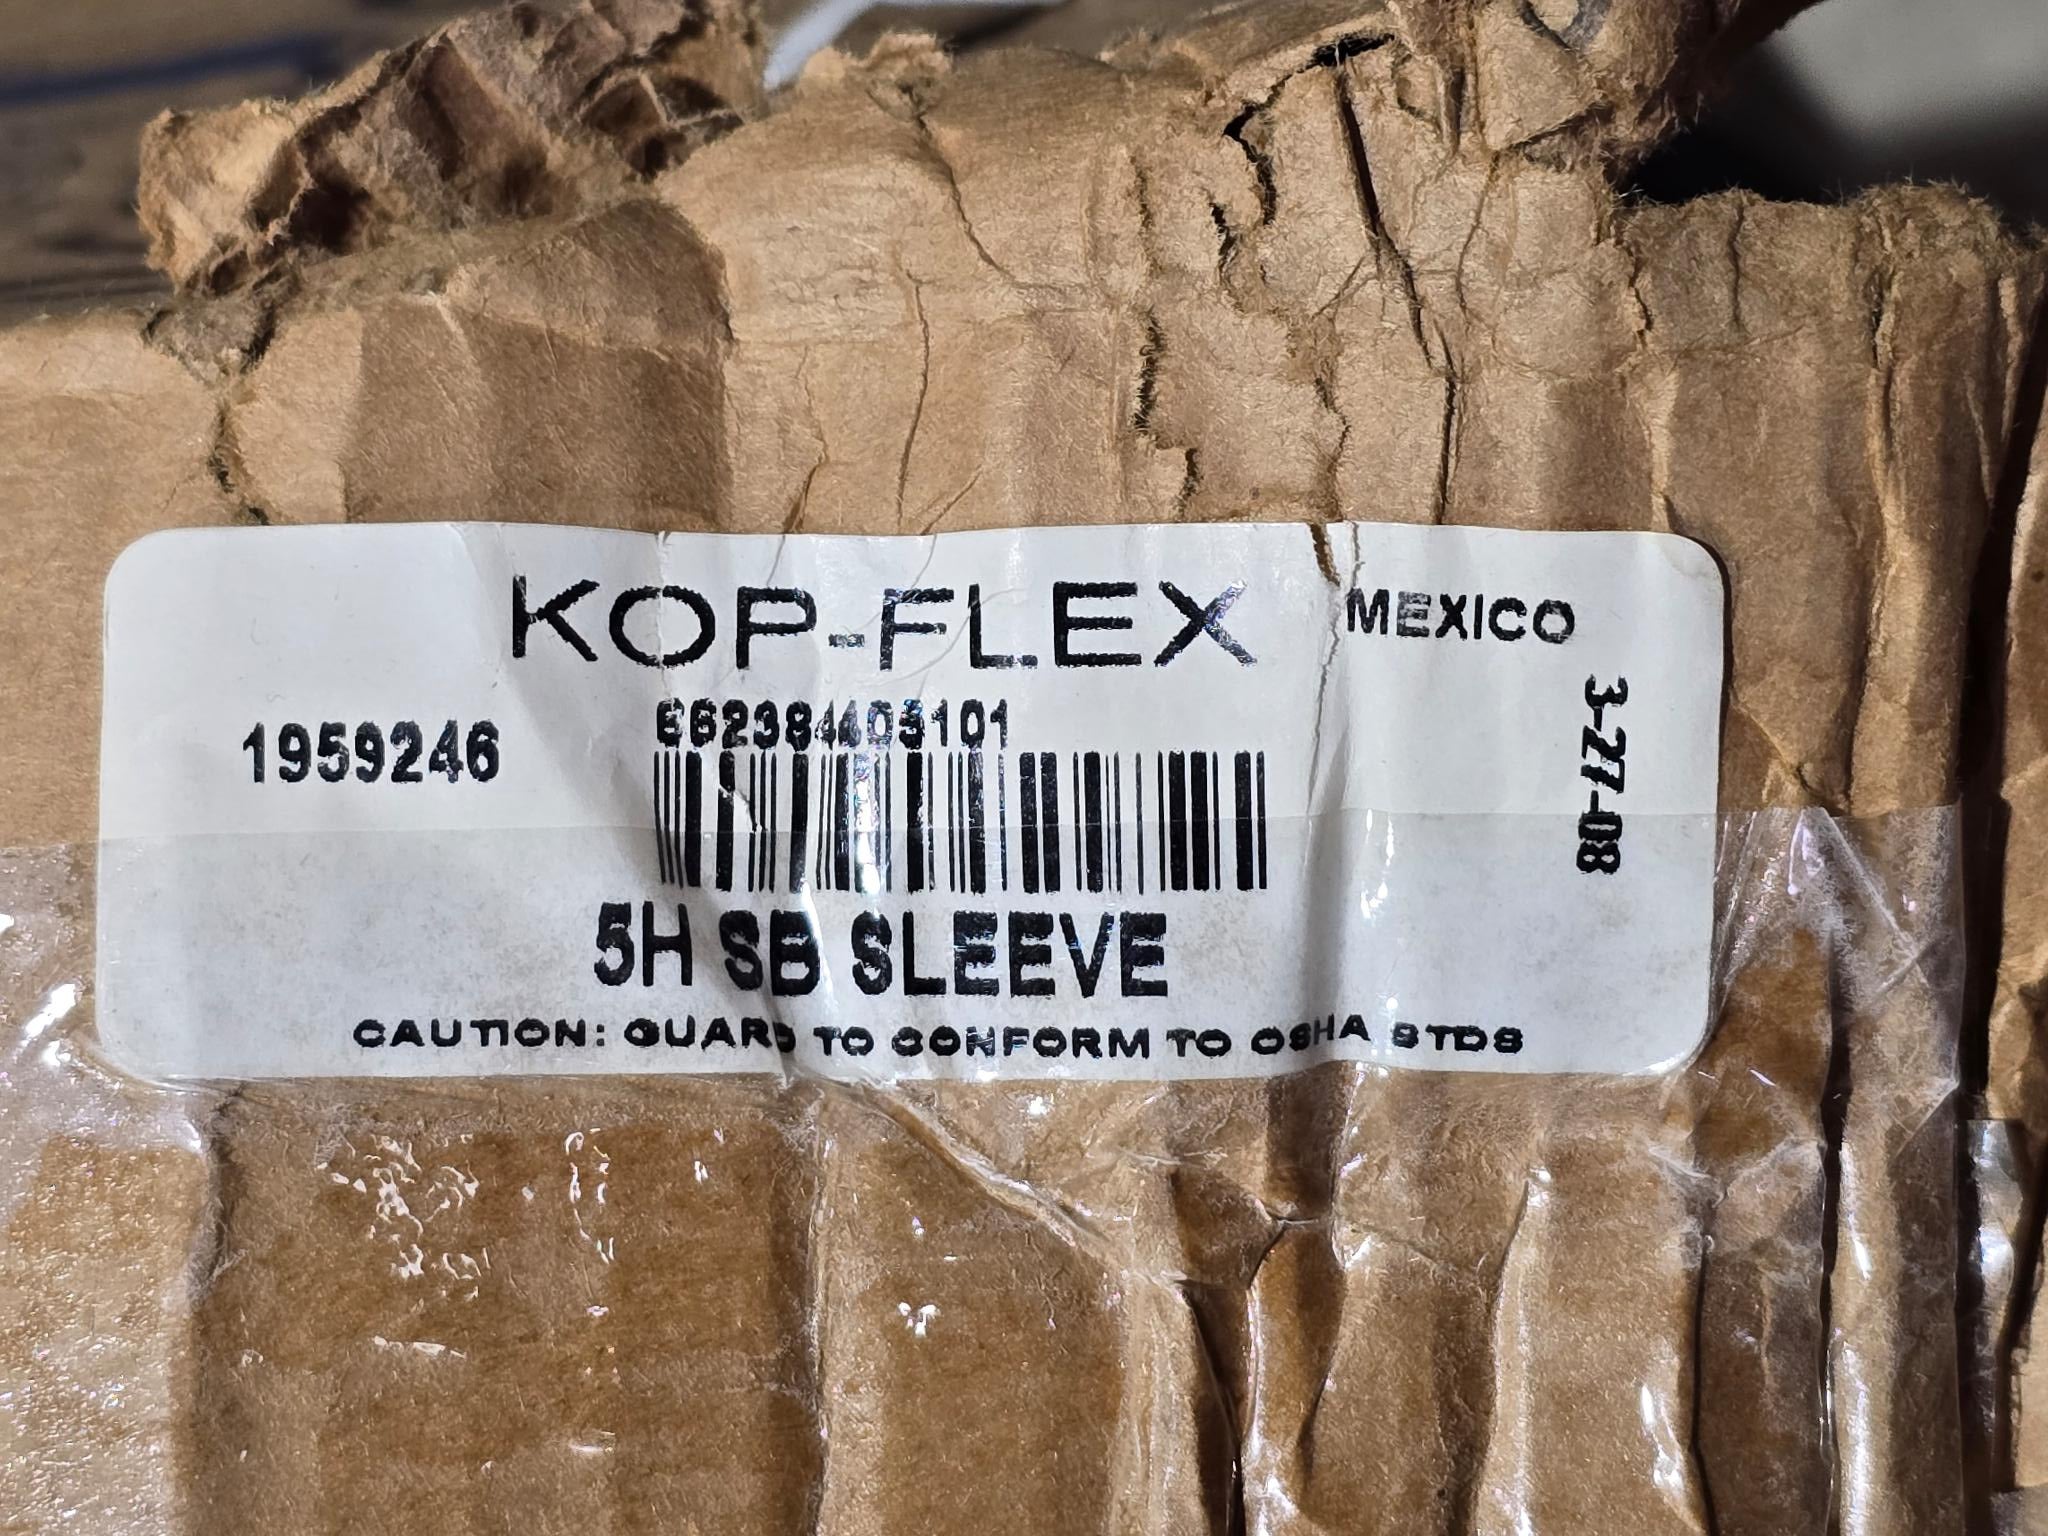 KOP-FLEX MEXICO
1959246
662384405101
3-27-08
5H SB SLEEVE
CAUTION: GUARD TO CONFORM TO OSHA STDS